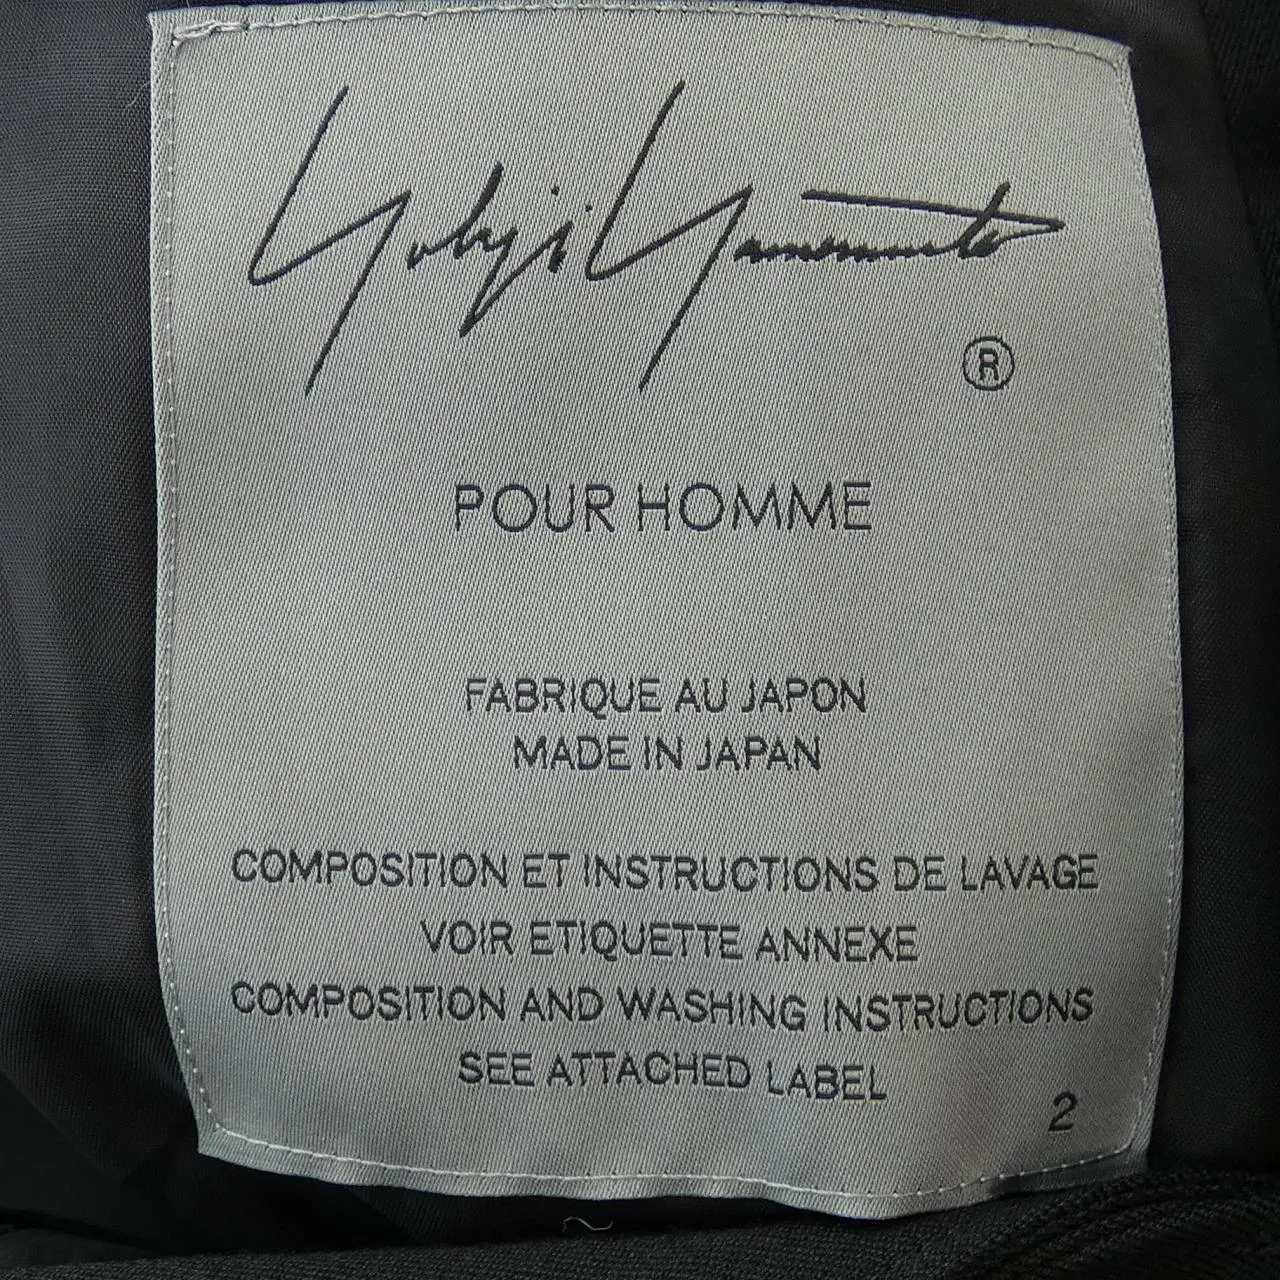 Yohji Yamamoto
®
POUR HOMME
FABRIQUE AU JAPON
MADE IN JAPAN
COMPOSITION ET INSTRUCTIONS DE LAVAGE
VOIR ETIQUETTE ANNEXE
COMPOSITION AND WASHING INSTRUCTIONS
SEE ATTACHED LABEL
2